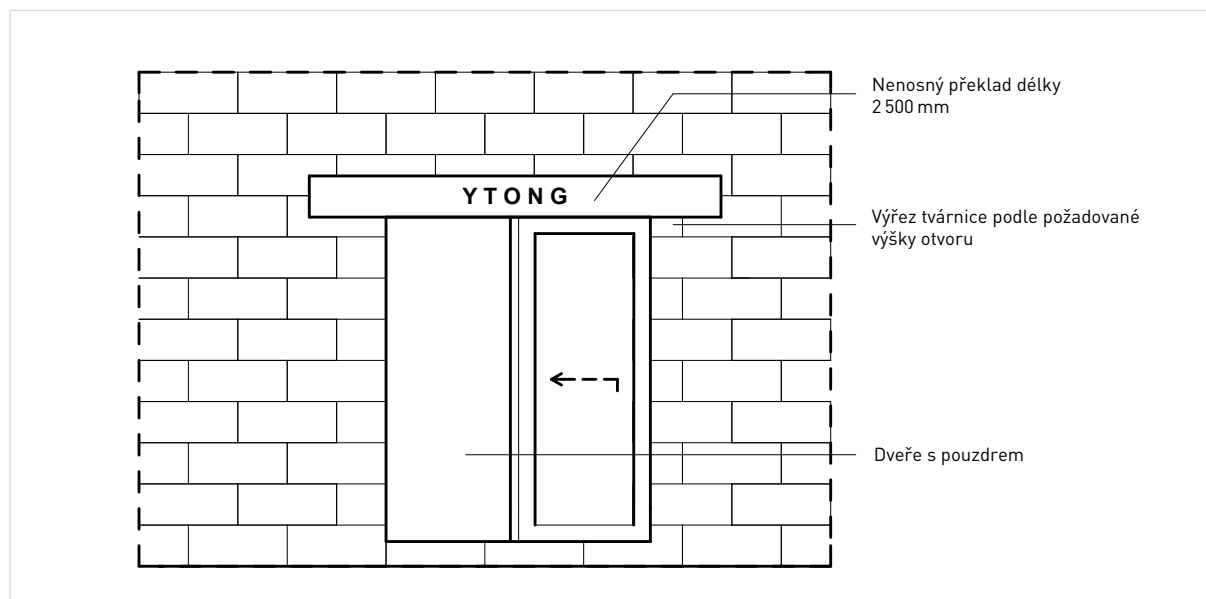 Nenosný překlad délky
2 500 mm
YTONG
Výřez tvárnice podle požadované
výšky otvoru
Dveře s pouzdrem